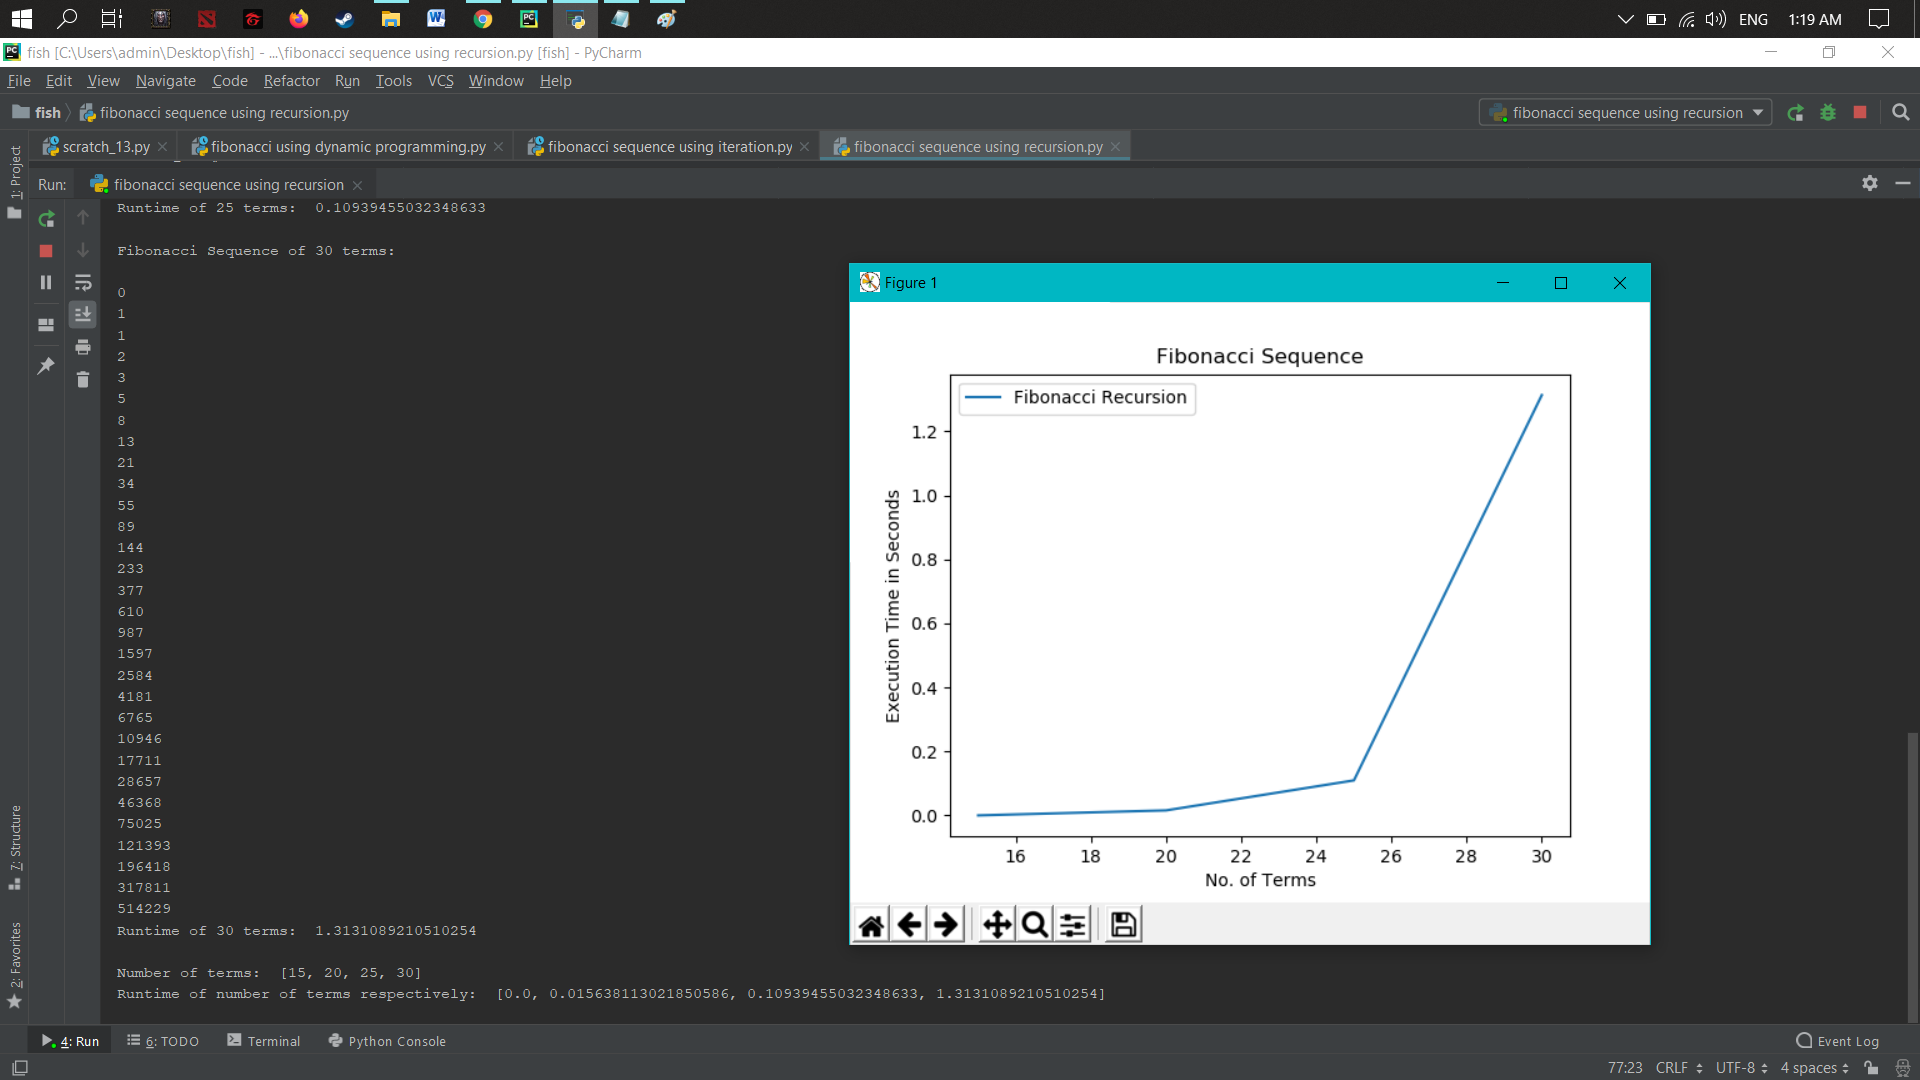 ENG 1:19 AM
fish [C:\Users\admin\Desktop\fish] - ...\fibonacci sequence using recursion.py [fish] - PyCharm
File Edit View Navigate Code Refactor Run Tools VCS Window Help
fish fibonacci sequence using recursion.py
fibonacci sequence using recursion
scratch_13.py fibonacci using dynamic programming.py fibonacci sequence using iteration.py fibonacci sequence using recursion.py
1: Project
Run: fibonacci sequence using recursion
Runtime of 25 terms: 0.10939455032348633
Fibonacci Sequence of 30 terms:
0
1
1
2
3
5
8
13
21
34
55
89
144
233
377
610
987
1597
2584
4181
6765
10946
17711
28657
46368
75025
121393
196418
317811
514229
Runtime of 30 terms: 1.3131089210510254
Number of terms: [15, 20, 25, 30]
Runtime of number of terms respectively: [0.0, 0.015638113021850586, 0.10939455032348633, 1.3131089210510254]
Figure 1
Fibonacci Sequence
Fibonacci Recursion
Execution Time in Seconds
1.2
1.0
0.8
0.6
0.4
0.2
0.0
16 18 20 22 24 26 28 30
No. of Terms
7: Structure
2: Favorites
4: Run 6: TODO Terminal Python Console Event Log
77:23 CRLF UTF-8 4 spaces